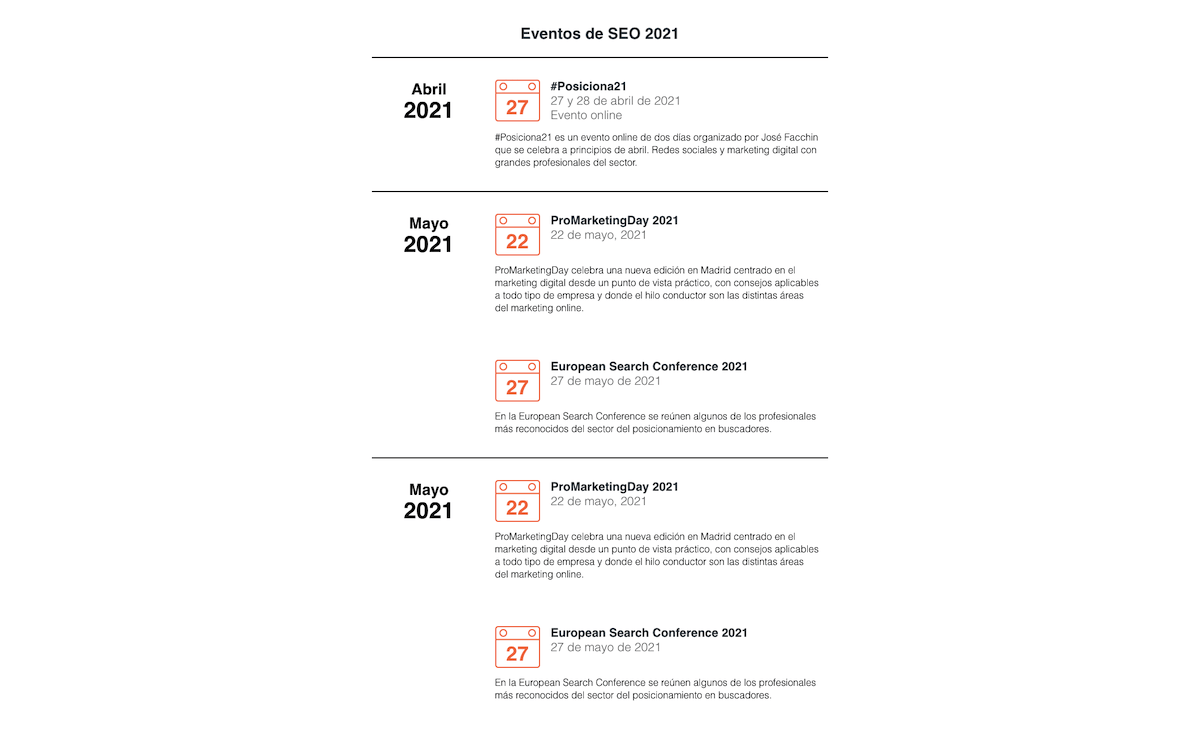 Eventos de SEO 2021
Abril
2021
27
#Posiciona21
27 y 28 de abril de 2021
Evento online
#Posiciona21 es un evento online de dos días organizado por José Facchin
que se celebra a principios de abril. Redes sociales y marketing digital con
grandes profesionales del sector.
Mayo
2021
22
ProMarketingDay 2021
22 de mayo, 2021
ProMarketingDay celebra una nueva edición en Madrid centrado en el
marketing digital desde un punto de vista práctico, con consejos aplicables
a todo tipo de empresa y donde el hilo conductor son las distintas áreas
del marketing online.
27
European Search Conference 2021
27 de mayo de 2021
En la European Search Conference se reúnen algunos de los profesionales
más reconocidos del sector del posicionamiento en buscadores.
Mayo
2021
22
ProMarketingDay 2021
22 de mayo, 2021
ProMarketingDay celebra una nueva edición en Madrid centrado en el
marketing digital desde un punto de vista práctico, con consejos aplicables
a todo tipo de empresa y donde el hilo conductor son las distintas áreas
del marketing online.
27
European Search Conference 2021
27 de mayo de 2021
En la European Search Conference se reúnen algunos de los profesionales
más reconocidos del sector del posicionamiento en buscadores.